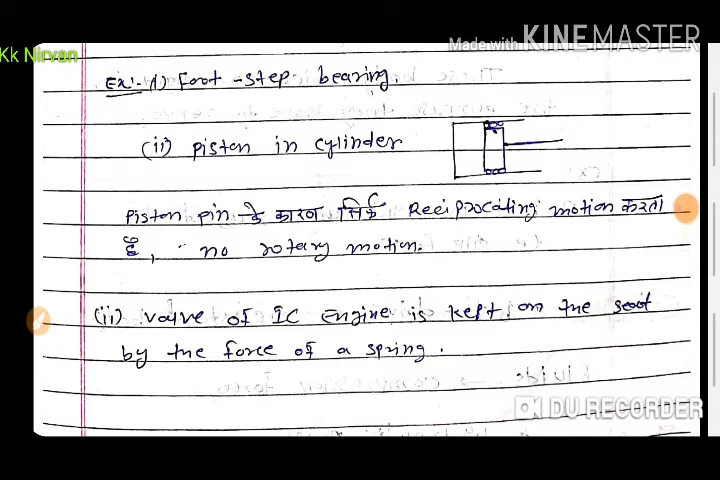 Made with KINEMASTER
Kk Nirvan
Ex:- (i) Foot-step bearing.
(ii) piston in cylinder
Piston pin के कारण सिर्फ Reciprocating motion करता
है, no rotary motion.
(ii) valve of IC Engine is kept on the seat
by the force of a spring.
DU RECORDER